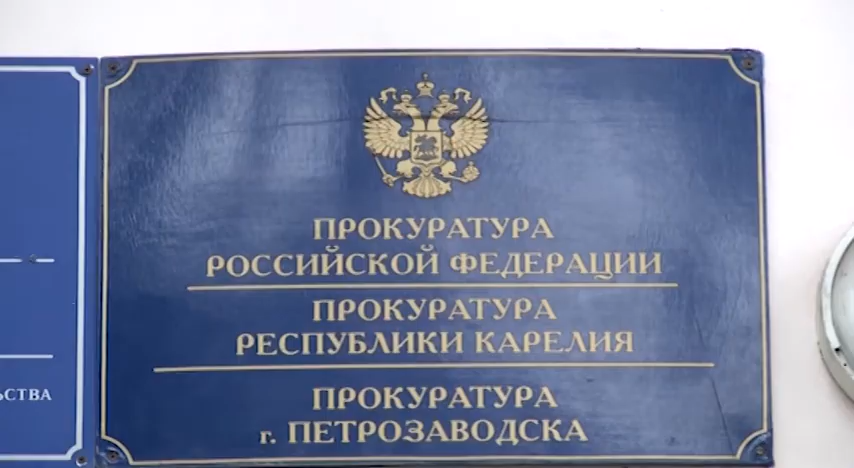 ПРОКУРАТУРА
РОССИЙСКОЙ ФЕДЕРАЦИИ
ПРОКУРАТУРА
РЕСПУБЛИКИ КАРЕЛИЯ
ПРОКУРАТУРА
г. ПЕТРОЗАВОДСКА